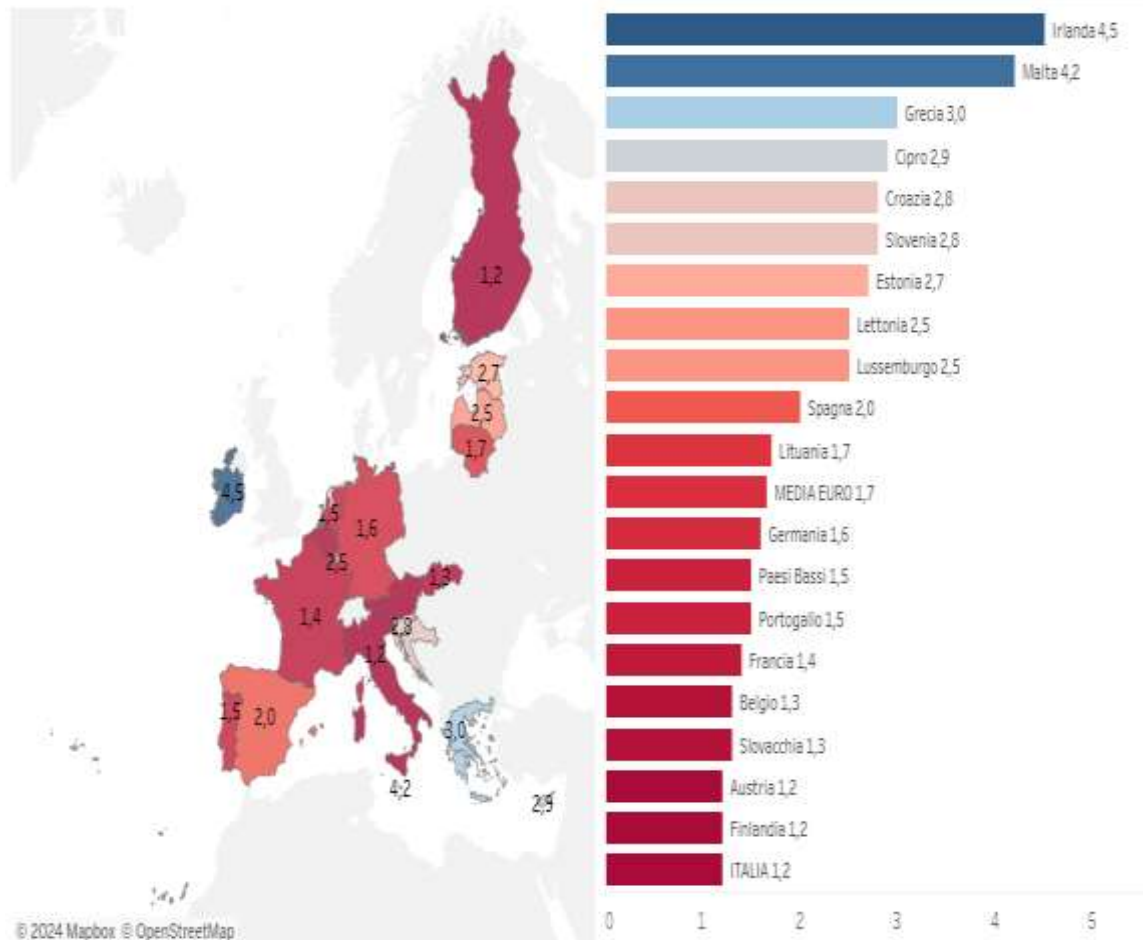 1,2
2,7
2,5
1,7
4,5
1,5
1,6
2,5
1,3
1,4
2,8
1,2
1,5
2,0
3,0
4,2
2,9
© 2024 Mapbox © OpenStreetMap
Irlanda 4,5
Malta 4,2
Grecia 3,0
Cipro 2,9
Croazia 2,8
Slovenia 2,8
Estonia 2,7
Lettonia 2,5
Lussemburgo 2,5
Spagna 2,0
Lituania 1,7
MEDIA EURO 1,7
Germania 1,6
Paesi Bassi 1,5
Portogallo 1,5
Francia 1,4
Belgio 1,3
Slovacchia 1,3
Austria 1,2
Finlandia 1,2
ITALIA 1,2
0 1 2 3 4 5